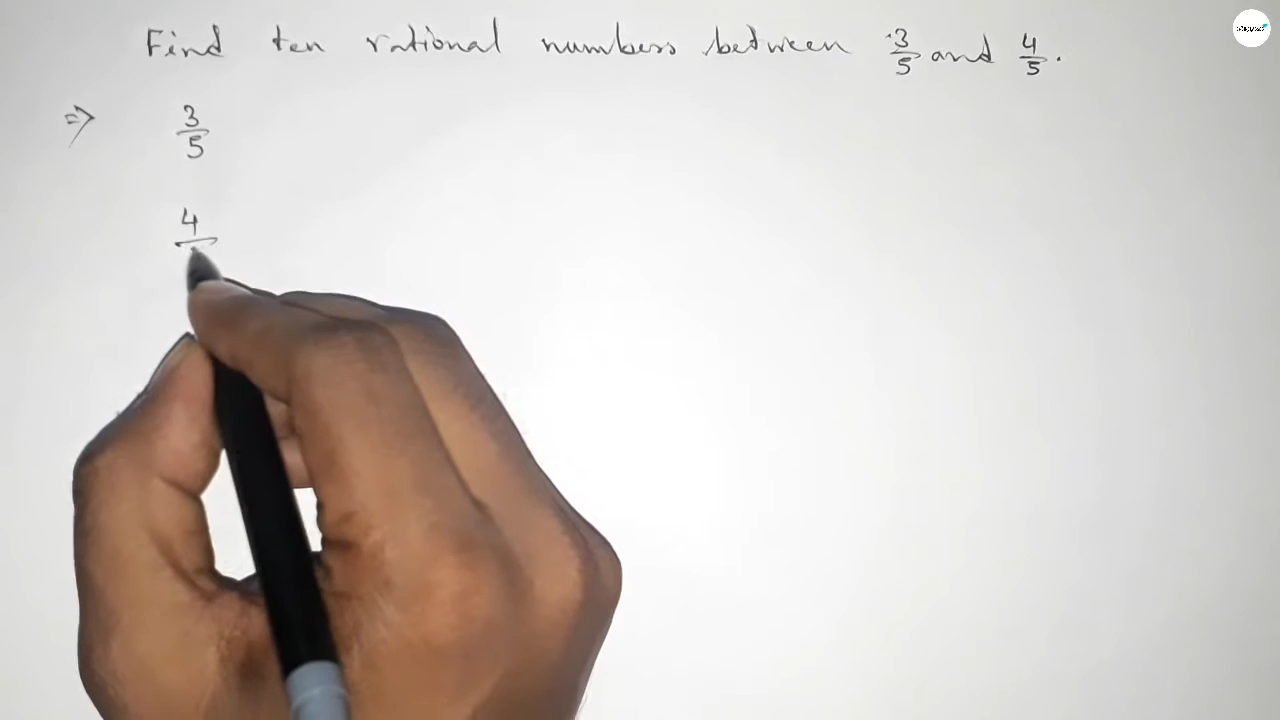 Find ten rational numbers between 3/5 and 4/5.
⇒ 3/5
4/